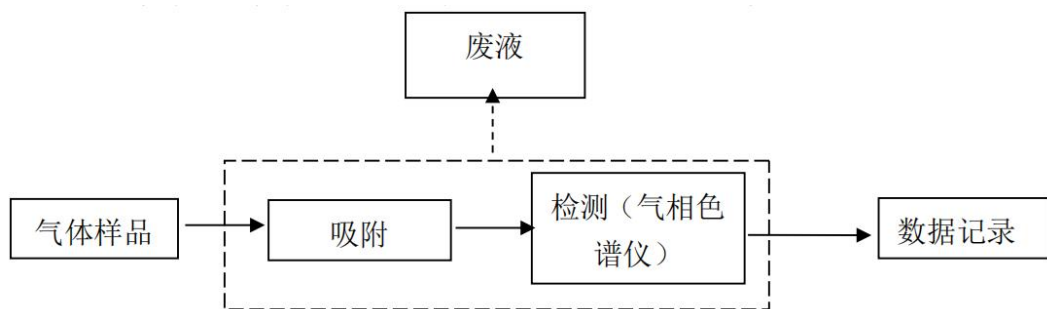 废液
气体样品
吸附
检测（气相色
谱仪）
数据记录